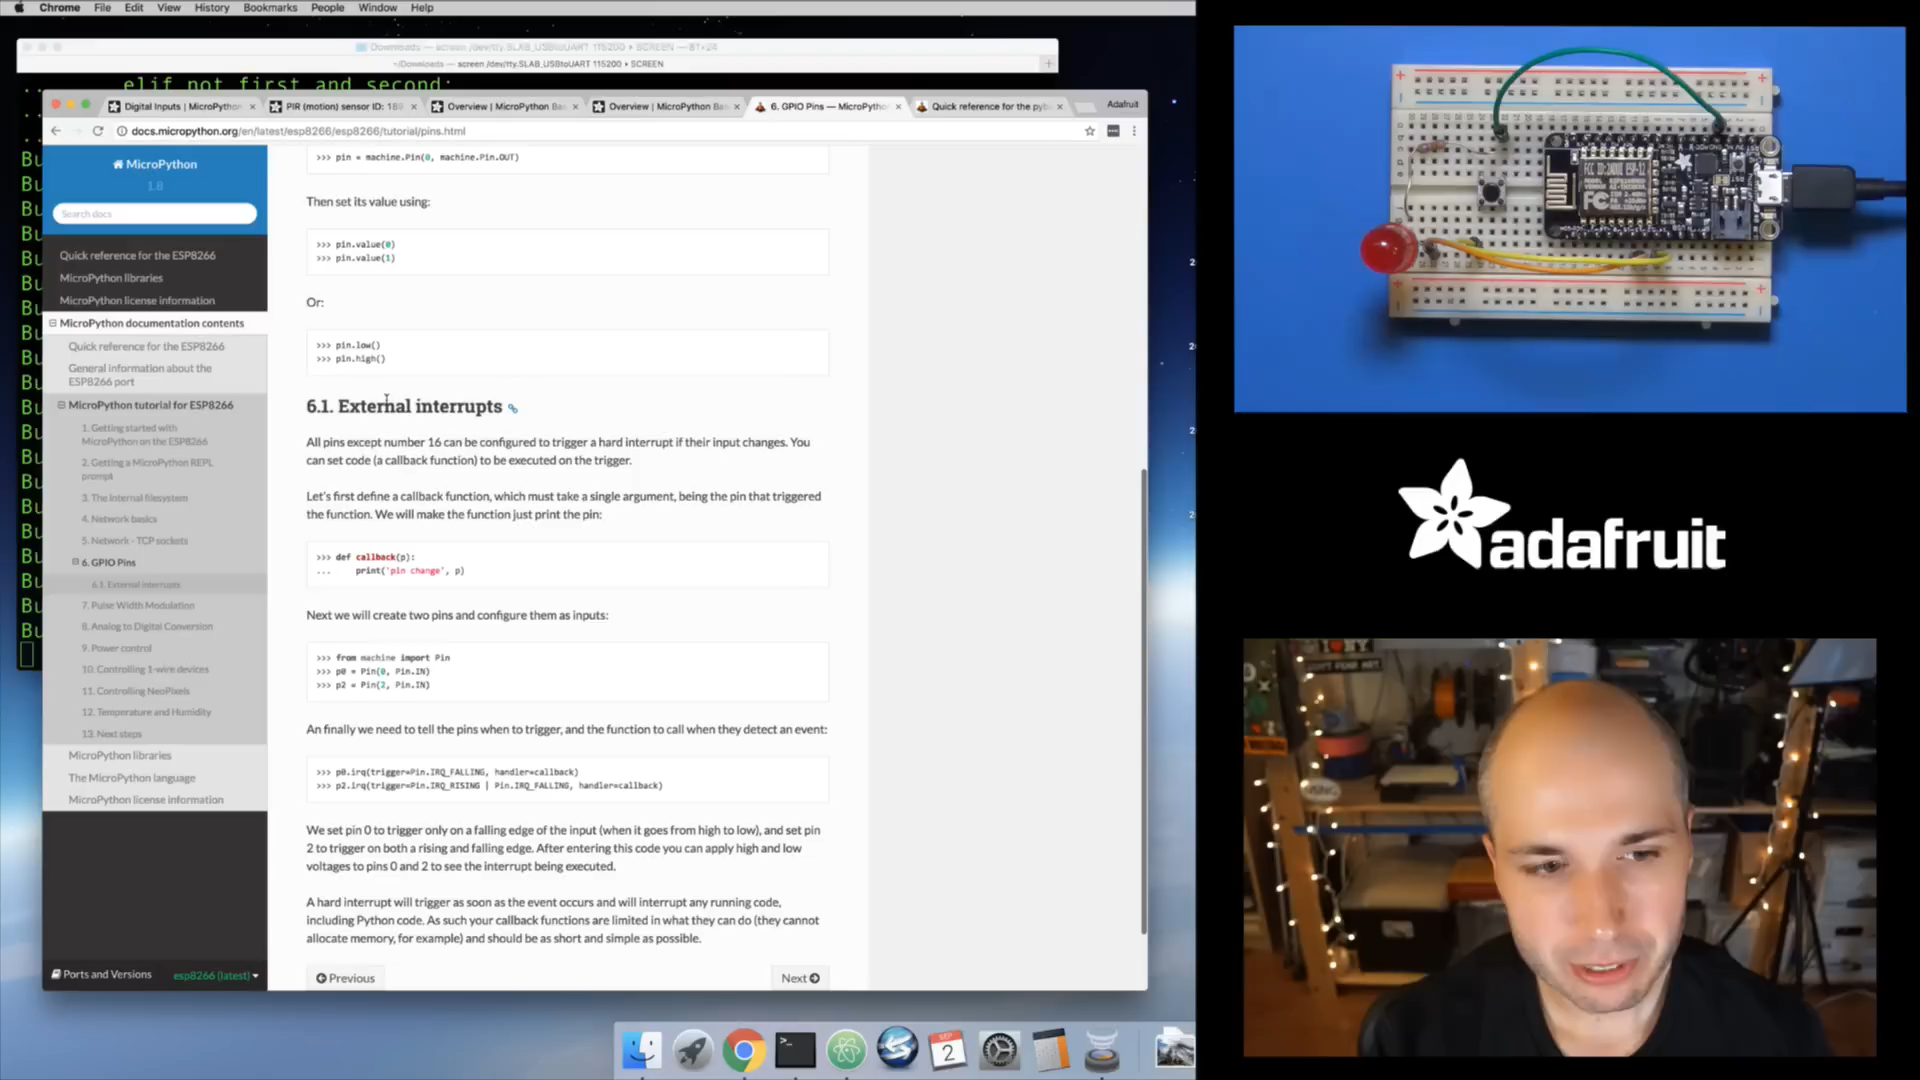 Chrome File Edit View History Bookmarks People Window Help
Downloads — screen /dev/tty.SLAB_USBtoUART 115200 ▸ SCREEN — 81×24
~/Downloads — screen /dev/tty.SLAB_USBtoUART 115200 ▸ SCREEN
elif not first and second:
Digital Inputs | MicroPython
PIR (motion) sensor ID: 189
Overview | MicroPython Ba
Overview | MicroPython Ba
6. GPIO Pins — MicroPytho
Quick reference for the pyb
Adafruit
docs.micropython.org/en/latest/esp8266/esp8266/tutorial/pins.html
MicroPython
1.8
Search docs
Quick reference for the ESP8266
MicroPython libraries
MicroPython license information
MicroPython documentation contents
Quick reference for the ESP8266
General information about the
ESP8266 port
MicroPython tutorial for ESP8266
1. Getting started with
MicroPython on the ESP8266
2. Getting a MicroPython REPL
prompt
3. The internal filesystem
4. Network basics
5. Network - TCP sockets
6. GPIO Pins
6.1. External interrupts
7. Pulse Width Modulation
8. Analog to Digital Conversion
9. Power control
10. Controlling 1-wire devices
11. Controlling NeoPixels
12. Temperature and Humidity
13. Next steps
MicroPython libraries
The MicroPython language
MicroPython license information
Ports and Versions esp8266 (latest)
>>> pin = machine.Pin(0, machine.Pin.OUT)
Then set its value using:
>>> pin.value(0)
>>> pin.value(1)
Or:
>>> pin.low()
>>> pin.high()
6.1. External interrupts
All pins except number 16 can be configured to trigger a hard interrupt if their input changes. You
can set code (a callback function) to be executed on the trigger.
Let's first define a callback function, which must take a single argument, being the pin that triggered
the function. We will make the function just print the pin:
>>> def callback(p):
... print('pin change', p)
Next we will create two pins and configure them as inputs:
>>> from machine import Pin
>>> p0 = Pin(0, Pin.IN)
>>> p2 = Pin(2, Pin.IN)
An finally we need to tell the pins when to trigger, and the function to call when they detect an event:
>>> p0.irq(trigger=Pin.IRQ_FALLING, handler=callback)
>>> p2.irq(trigger=Pin.IRQ_RISING | Pin.IRQ_FALLING, handler=callback)
We set pin 0 to trigger only on a falling edge of the input (when it goes from high to low), and set pin
2 to trigger on both a rising and falling edge. After entering this code you can apply high and low
voltages to pins 0 and 2 to see the interrupt being executed.
A hard interrupt will trigger as soon as the event occurs and will interrupt any running code,
including Python code. As such your callback functions are limited in what they can do (they cannot
allocate memory, for example) and should be as short and simple as possible.
Previous
Next
SEP
2
adafruit